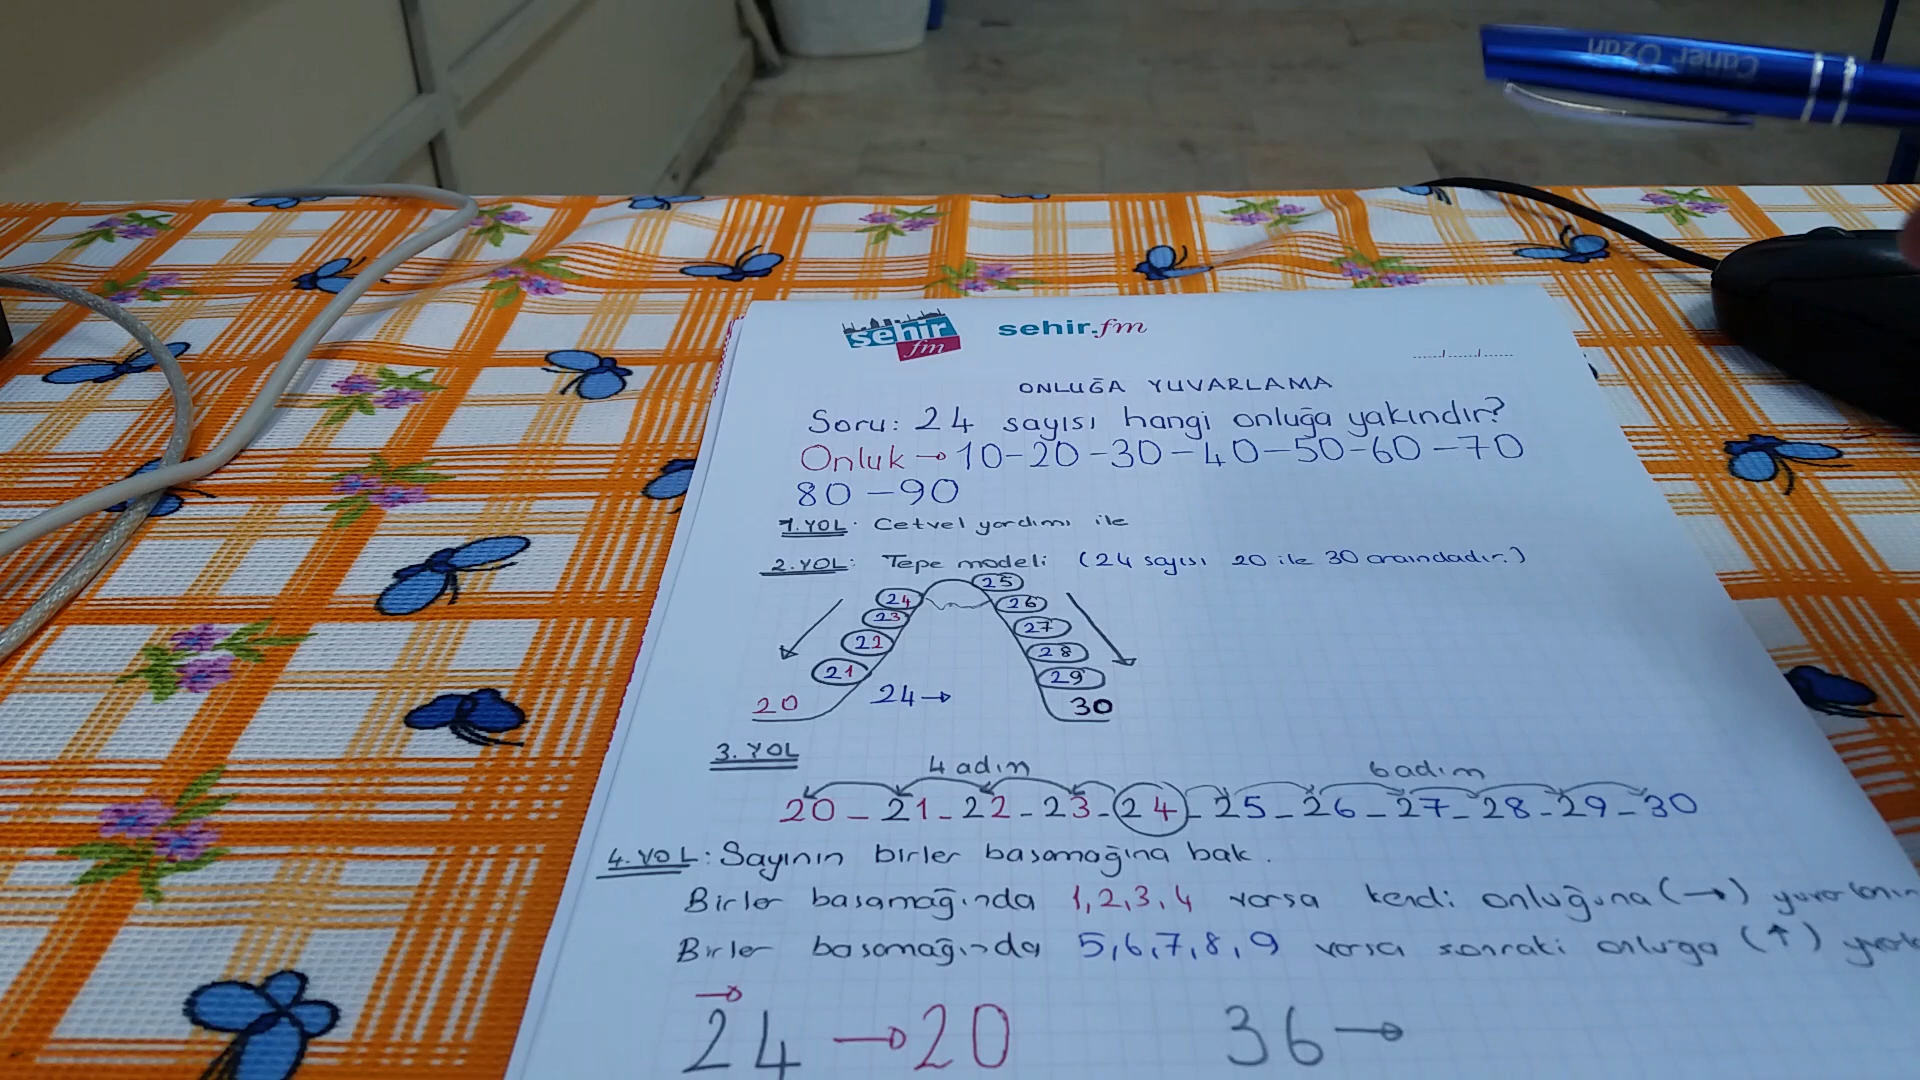 Caner Özan
sehir fm sehir.fm
....../....../......
ONLUĞA YUVARLAMA
Soru: 24 sayısı hangi onluğa yakındır?
Onluk → 10-20-30-40-50-60-70
80-90
1.YOL: Cetvel yardımı ile
2.YOL: Tepe modeli (24 sayısı 20 ile 30 araındadır.)
25
24 26
23 27
22 28
21 29
20 24→ 30
3. YOL
4 adım 6 adım
20-21-22-23-24-25-26-27-28-29-30
4.YOL: Sayının birler basamağına bak.
Birler basamağında 1,2,3,4 varsa kendi onluğuna (→)
Birler basamağında 5,6,7,8,9 varsa sonraki onluğa (↑)
24 → 20 36 →